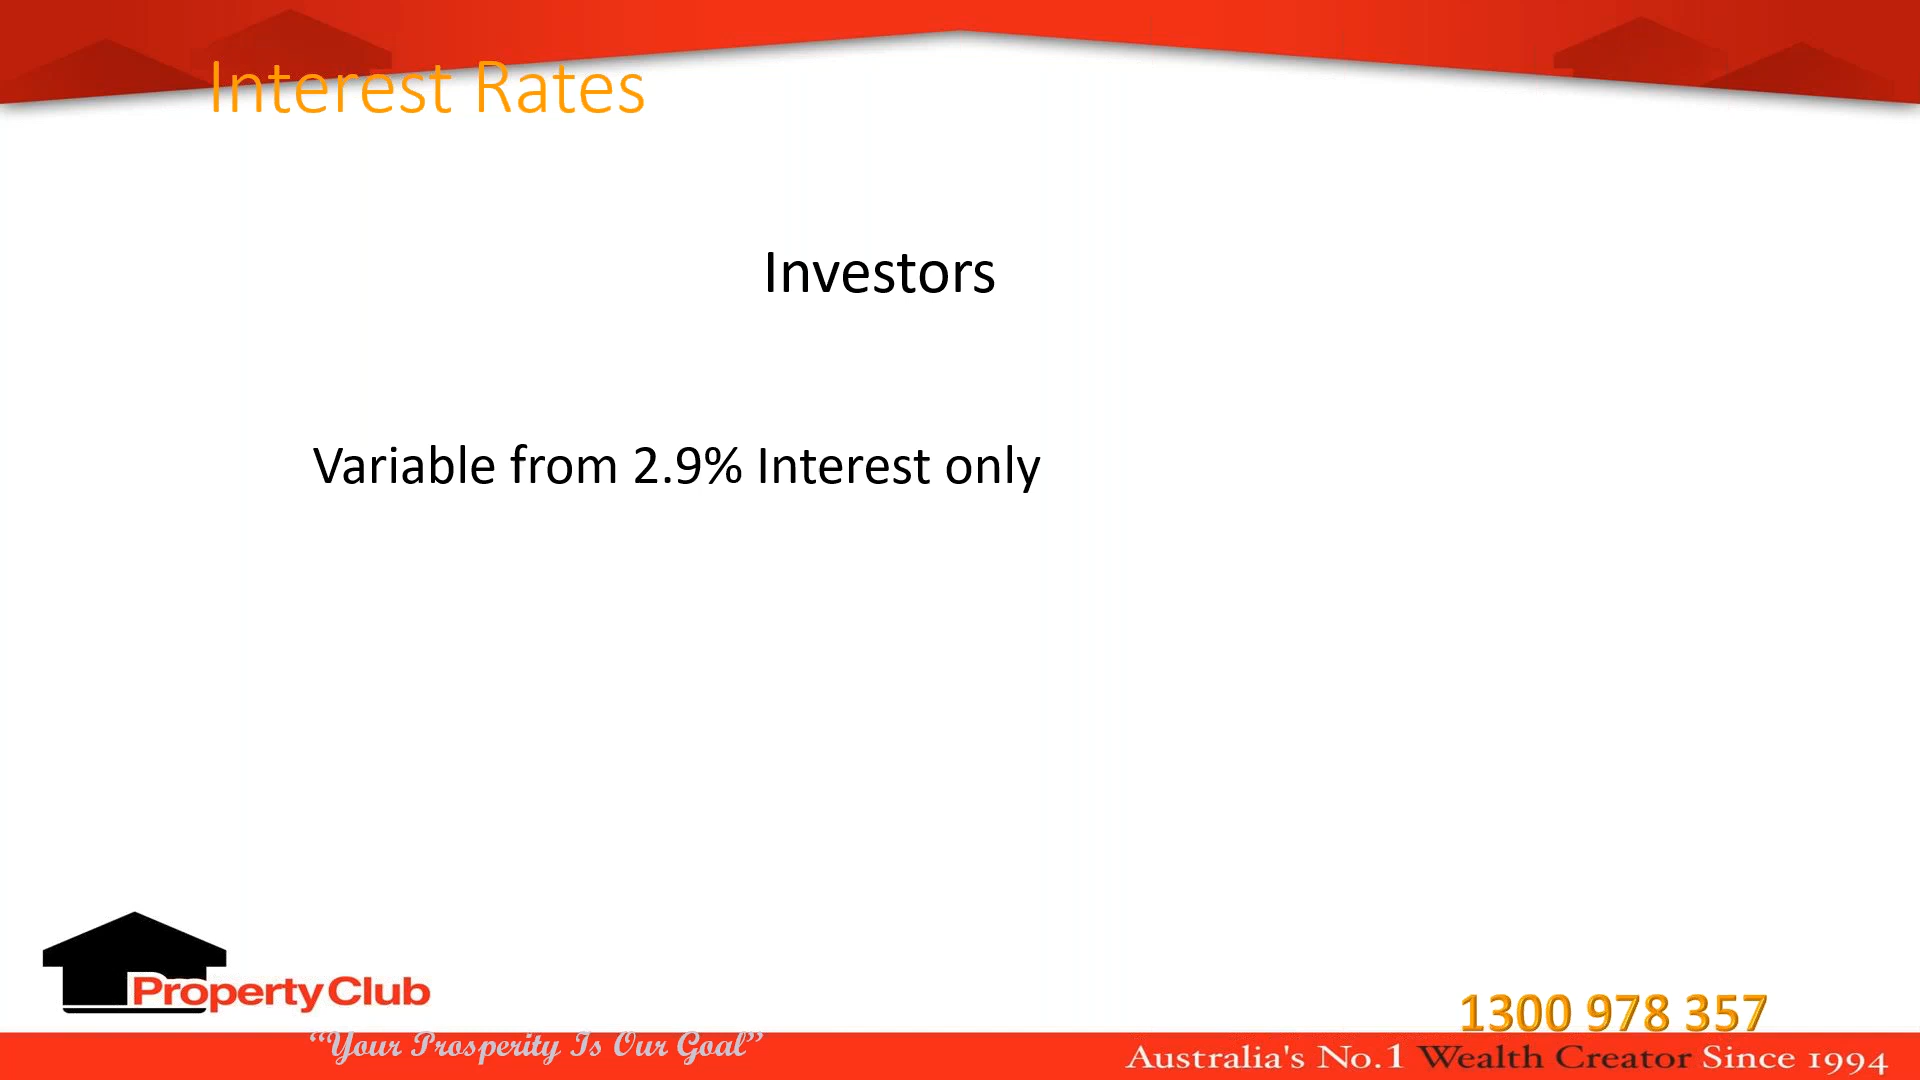 Interest Rates
Investors
Variable from 2.9% Interest only
PropertyClub
1300 978 357
“Your Prosperity Is Our Goal”
Australia's No.1 Wealth Creator Since 1994